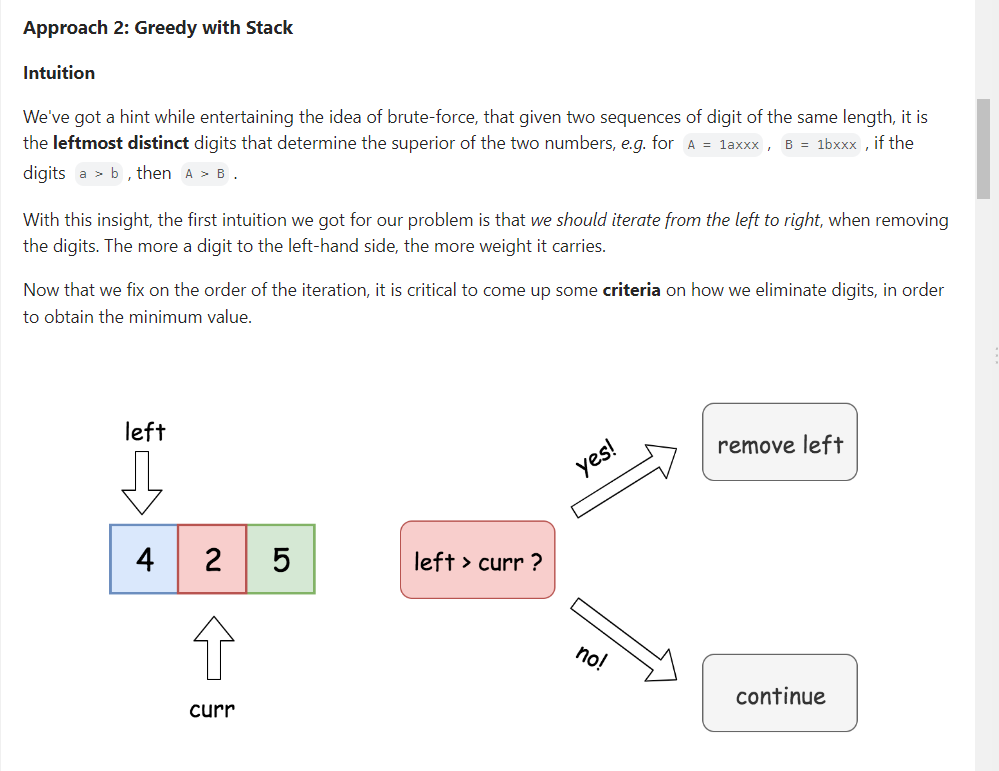 Approach 2: Greedy with Stack
Intuition
We've got a hint while entertaining the idea of brute-force, that given two sequences of digit of the same length, it is
the leftmost distinct digits that determine the superior of the two numbers, e.g. for A = 1axxx , B = 1bxxx , if the
digits a > b , then A > B .
With this insight, the first intuition we got for our problem is that we should iterate from the left to right, when removing
the digits. The more a digit to the left-hand side, the more weight it carries.
Now that we fix on the order of the iteration, it is critical to come up some criteria on how we eliminate digits, in order
to obtain the minimum value.
left
4 2 5
curr
left > curr ?
yes!
remove left
no!
continue